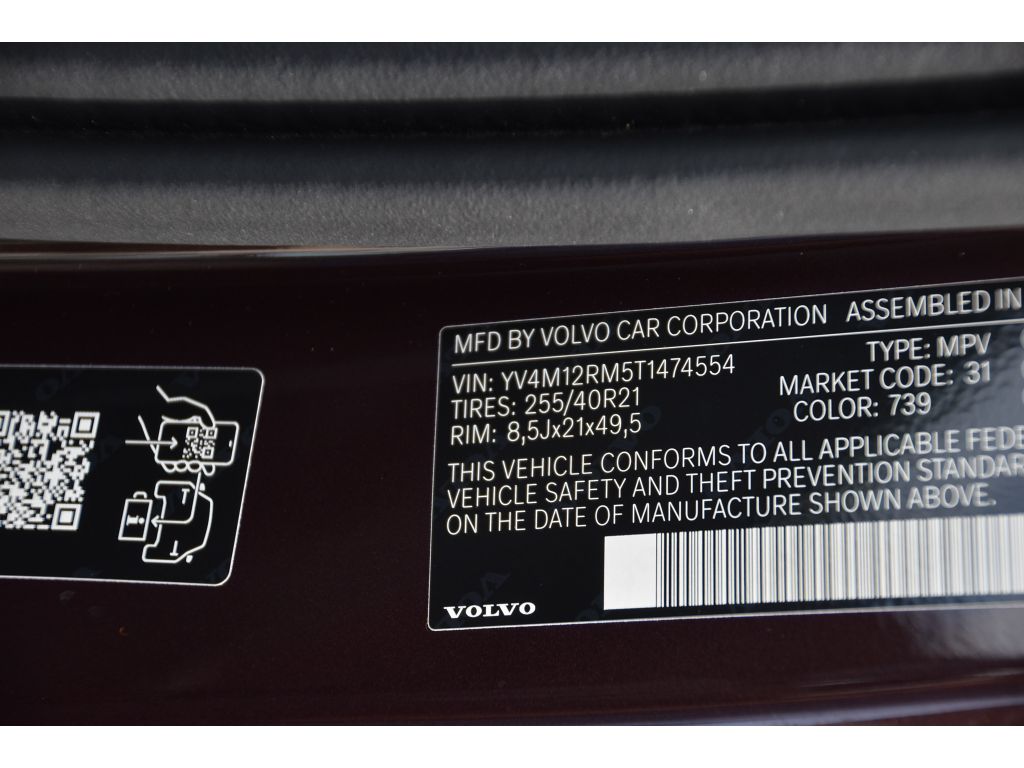 MFD BY VOLVO CAR CORPORATION ASSEMBLED IN
VIN: YV4M12RM5T1474554 TYPE: MPV
TIRES: 255/40R21 MARKET CODE: 31
RIM: 8,5Jx21x49,5 COLOR: 739
THIS VEHICLE CONFORMS TO ALL APPLICABLE FEDE
VEHICLE SAFETY AND THEFT PREVENTION STANDAR
ON THE DATE OF MANUFACTURE SHOWN ABOVE.
VOLVO